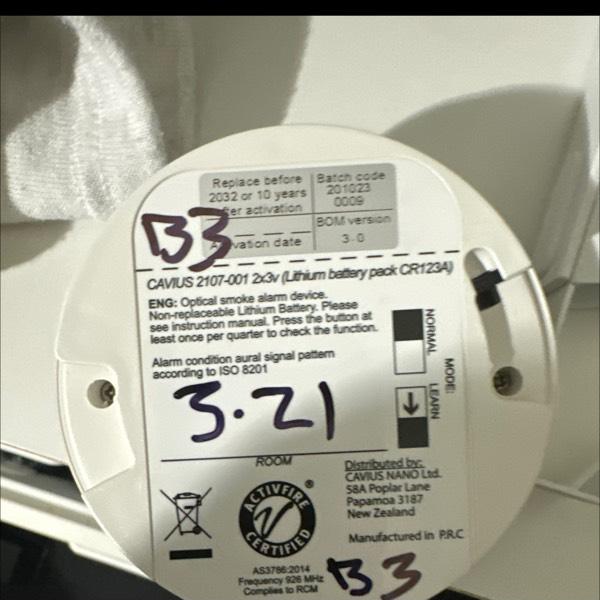 Replace before
2032 or 10 years
after activation
Activation date
Batch code
201023
0009
BOM version
3.0
B3
CAVIUS 2107-001 2x3v (Lithium battery pack CR123A)
ENG: Optical smoke alarm device.
Non-replaceable Lithium Battery. Please
see instruction manual. Press the button at
least once per quarter to check the function.
Alarm condition aural signal pattern
according to ISO 8201
NORMAL
MODE:
LEARN
3.21
ROOM
ACTIVFIRE ®
CERTIFIED
AS3786:2014
Frequency 926 MHz
Complies to RCM
Distributed by:
CAVIUS NANO Ltd.
58A Poplar Lane
Papamoa 3187
New Zealand
Manufactured in P.R.C
B3